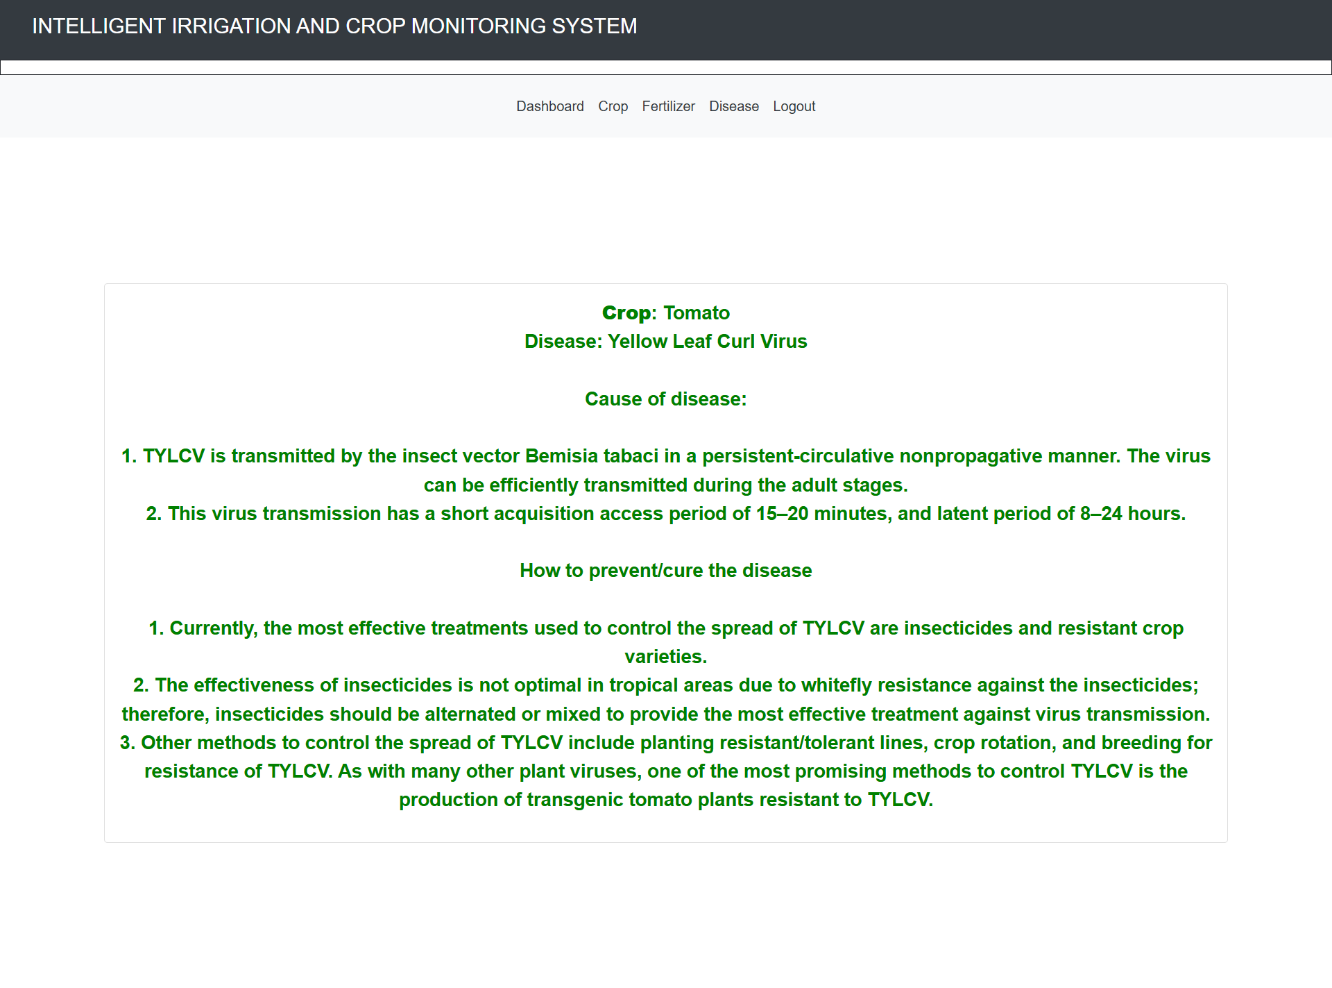 INTELLIGENT IRRIGATION AND CROP MONITORING SYSTEM
Dashboard Crop Fertilizer Disease Logout
Crop: Tomato
Disease: Yellow Leaf Curl Virus
Cause of disease:
1. TYLCV is transmitted by the insect vector Bemisia tabaci in a persistent-circulative nonpropagative manner. The virus
can be efficiently transmitted during the adult stages.
2. This virus transmission has a short acquisition access period of 15–20 minutes, and latent period of 8–24 hours.
How to prevent/cure the disease
1. Currently, the most effective treatments used to control the spread of TYLCV are insecticides and resistant crop
varieties.
2. The effectiveness of insecticides is not optimal in tropical areas due to whitefly resistance against the insecticides;
therefore, insecticides should be alternated or mixed to provide the most effective treatment against virus transmission.
3. Other methods to control the spread of TYLCV include planting resistant/tolerant lines, crop rotation, and breeding for
resistance of TYLCV. As with many other plant viruses, one of the most promising methods to control TYLCV is the
production of transgenic tomato plants resistant to TYLCV.